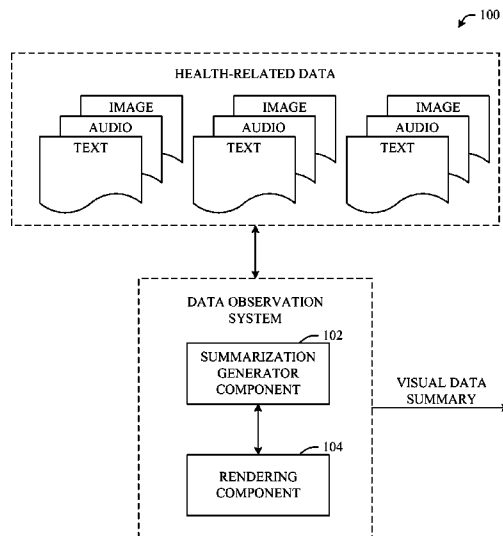 100
HEALTH-RELATED DATA
IMAGE
AUDIO
TEXT
IMAGE
AUDIO
TEXT
IMAGE
AUDIO
TEXT
DATA OBSERVATION
SYSTEM
102
SUMMARIZATION
GENERATOR
COMPONENT
VISUAL DATA
SUMMARY
104
RENDERING
COMPONENT